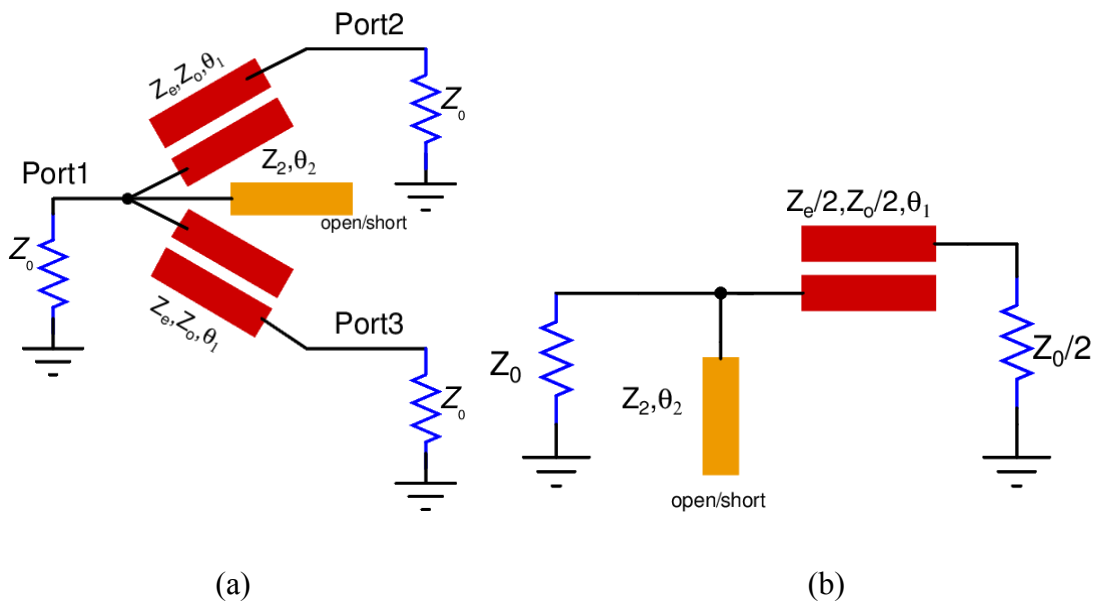 Port2
Zₑ,Zₒ,θ₁
Z₀
Z₂,θ₂
Port1
open/short
Z₀
Zₑ,Zₒ,θ₁
Port3
Z₀
Zₑ/2,Zₒ/2,θ₁
Z₀
Z₀/2
Z₂,θ₂
open/short
(a)
(b)